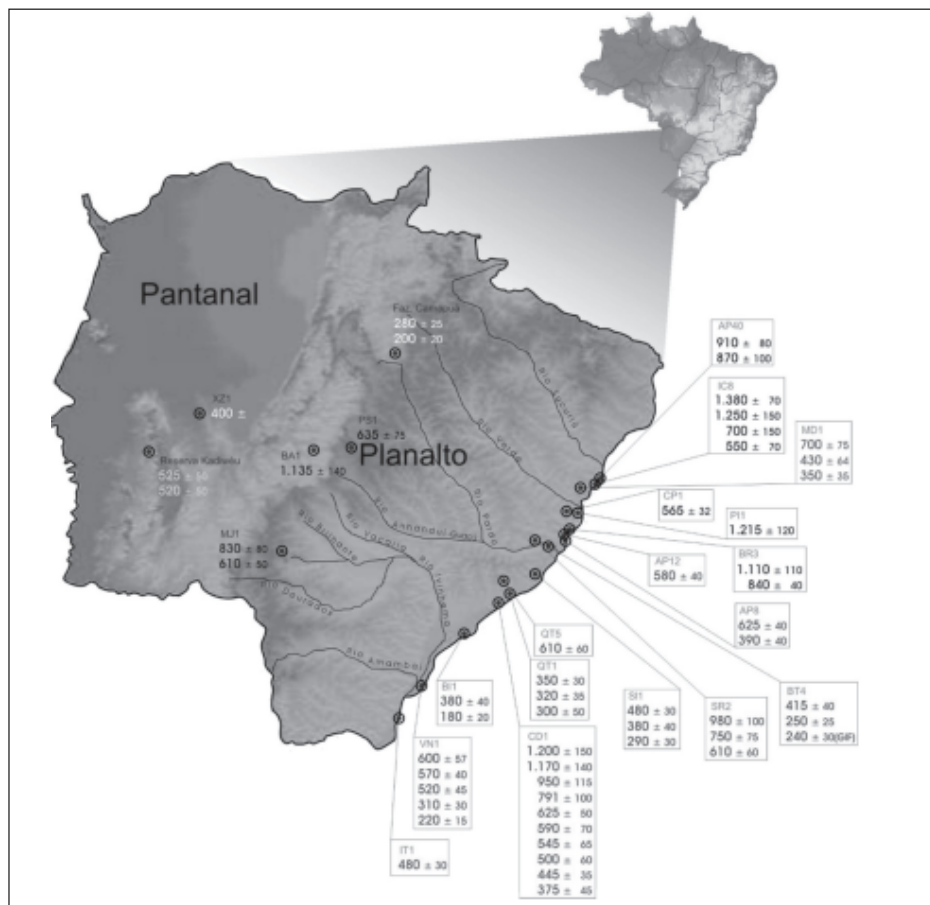 Pantanal
Faz. Camapuã
280 ± 25
200 ± 20
XZ1
400 ±
PS1
635 ± 75
Planalto
BA1
1.135 ± 140
Reserva Kadiwéu
525 ±
520 ± 50
MJ1
830 ± 80
610 ± 50
Rio Sucuriú
Rio Verde
Rio Pardo
Rio Anhanduí
Rio Vacaria
Rio Brilhante
Rio Ivinhema
Rio Dourados
Rio Amambai
AP40
910 ± 80
870 ± 100
IC8
1.380 ± 70
1.250 ± 150
700 ± 150
550 ± 70
MD1
700 ± 75
430 ± 64
350 ± 35
CP1
565 ± 32
PI1
1.215 ± 120
BR3
1.110 ± 110
840 ± 40
AP12
580 ± 40
AP8
625 ± 40
390 ± 40
BT4
415 ± 40
250 ± 25
240 ± 30(GIF)
SR2
980 ± 100
750 ± 75
610 ± 60
SI1
480 ± 30
380 ± 40
290 ± 30
QT5
610 ± 60
QT1
350 ± 30
320 ± 35
300 ± 50
CD1
1.200 ± 150
1.170 ± 140
950 ± 115
791 ± 100
625 ± 50
590 ± 70
545 ± 65
500 ± 60
445 ± 35
375 ± 45
BI1
380 ± 40
180 ± 20
VN1
600 ± 57
570 ± 40
520 ± 45
310 ± 30
220 ± 15
IT1
480 ± 30